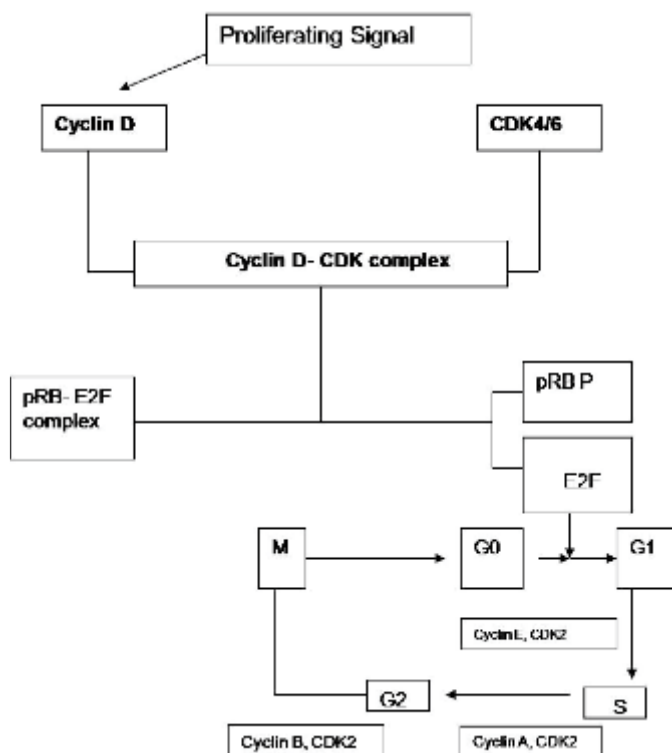 Proliferating Signal
Cyclin D
CDK4/6
Cyclin D- CDK complex
pRB- E2F
complex
pRB P
E2F
M
G0
G1
Cyclin E, CDK2
G2
S
Cyclin B, CDK2
Cyclin A, CDK2